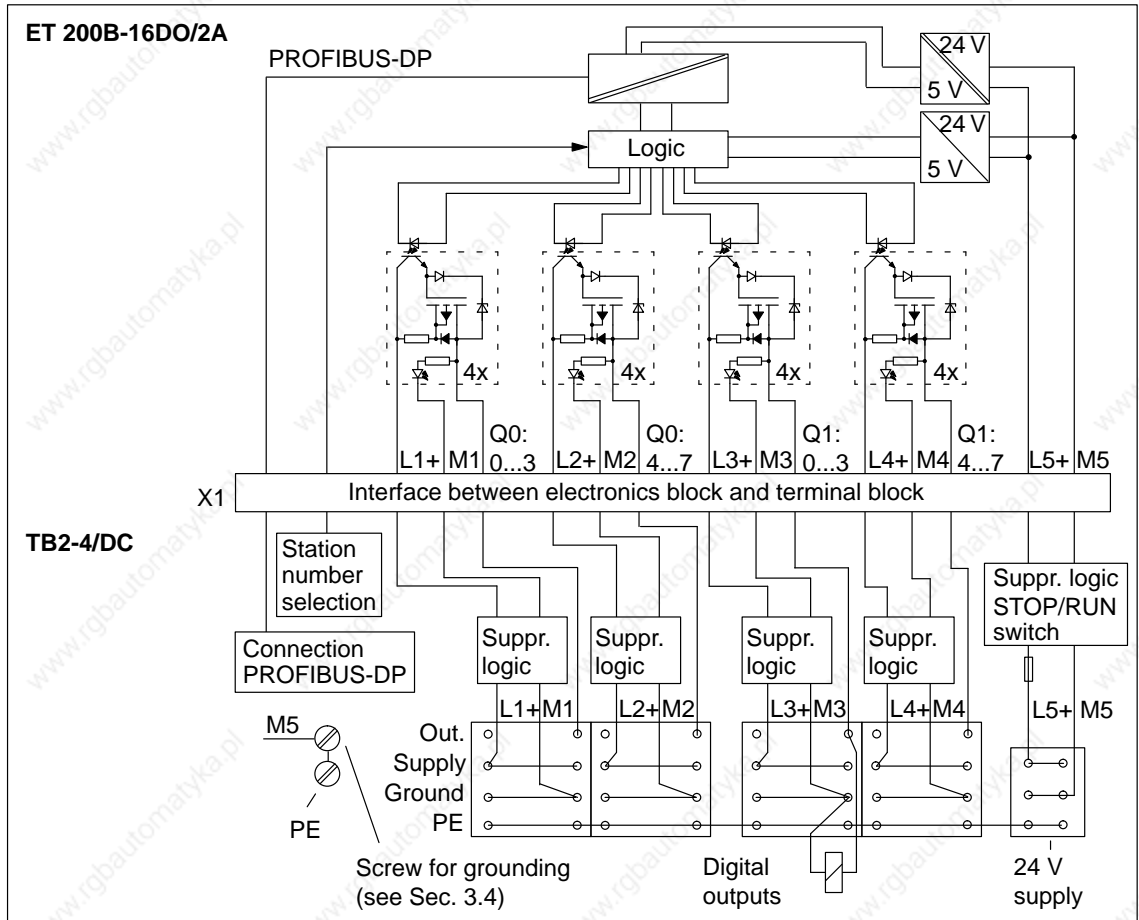 ET 200B-16DO/2A
PROFIBUS-DP
24 V
5 V
24 V
5 V
Logic
4x
4x
4x
4x
Q0:
Q0:
Q1:
Q1:
L1+ M1 0...3 L2+ M2 4...7 L3+ M3 0...3 L4+ M4 4...7 L5+ M5
X1
Interface between electronics block and terminal block
TB2-4/DC
Station
number
selection
Connection
PROFIBUS-DP
Suppr.
logic
Suppr.
logic
Suppr.
logic
Suppr.
logic
Suppr. logic
STOP/RUN
switch
L1+M1 L2+M2 L3+M3 L4+M4 L5+ M5
M5
PE
Out.
Supply
Ground
PE
Screw for grounding
(see Sec. 3.4)
Digital
outputs
24 V
supply
www.rgbautomatyka.pl